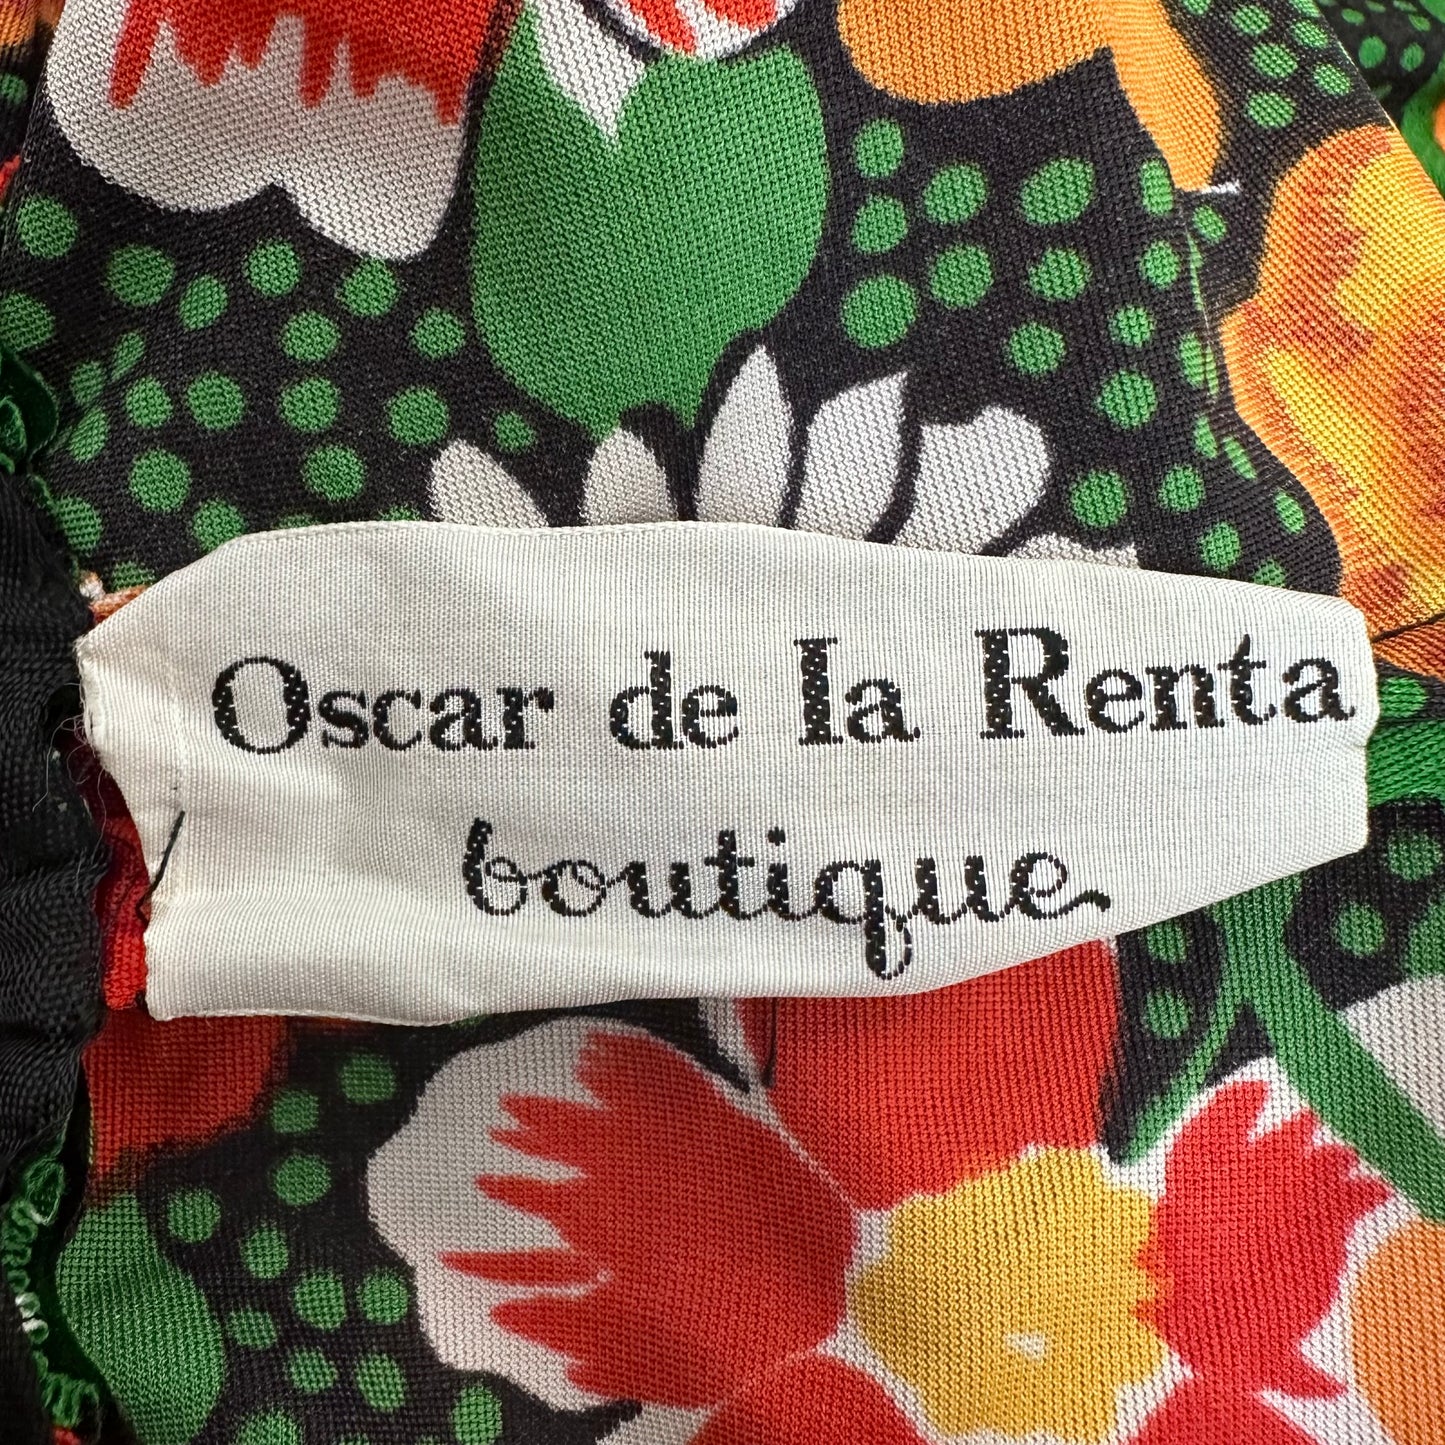 Oscar de la Renta
boutique